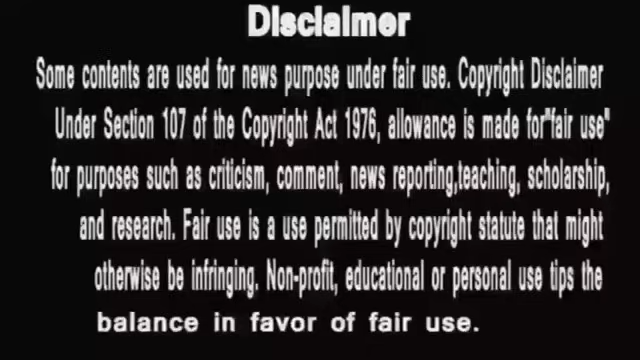 Disclaimer
Some contents are used for news purpose under fair use. Copyright Disclaimer
Under Section 107 of the Copyright Act 1976, allowance is made for"fair use"
for purposes such as criticism, comment, news reporting,teaching, scholarship,
and research. Fair use is a use permitted by copyright statute that might
otherwise be infringing. Non-profit, educational or personal use tips the
balance in favor of fair use.